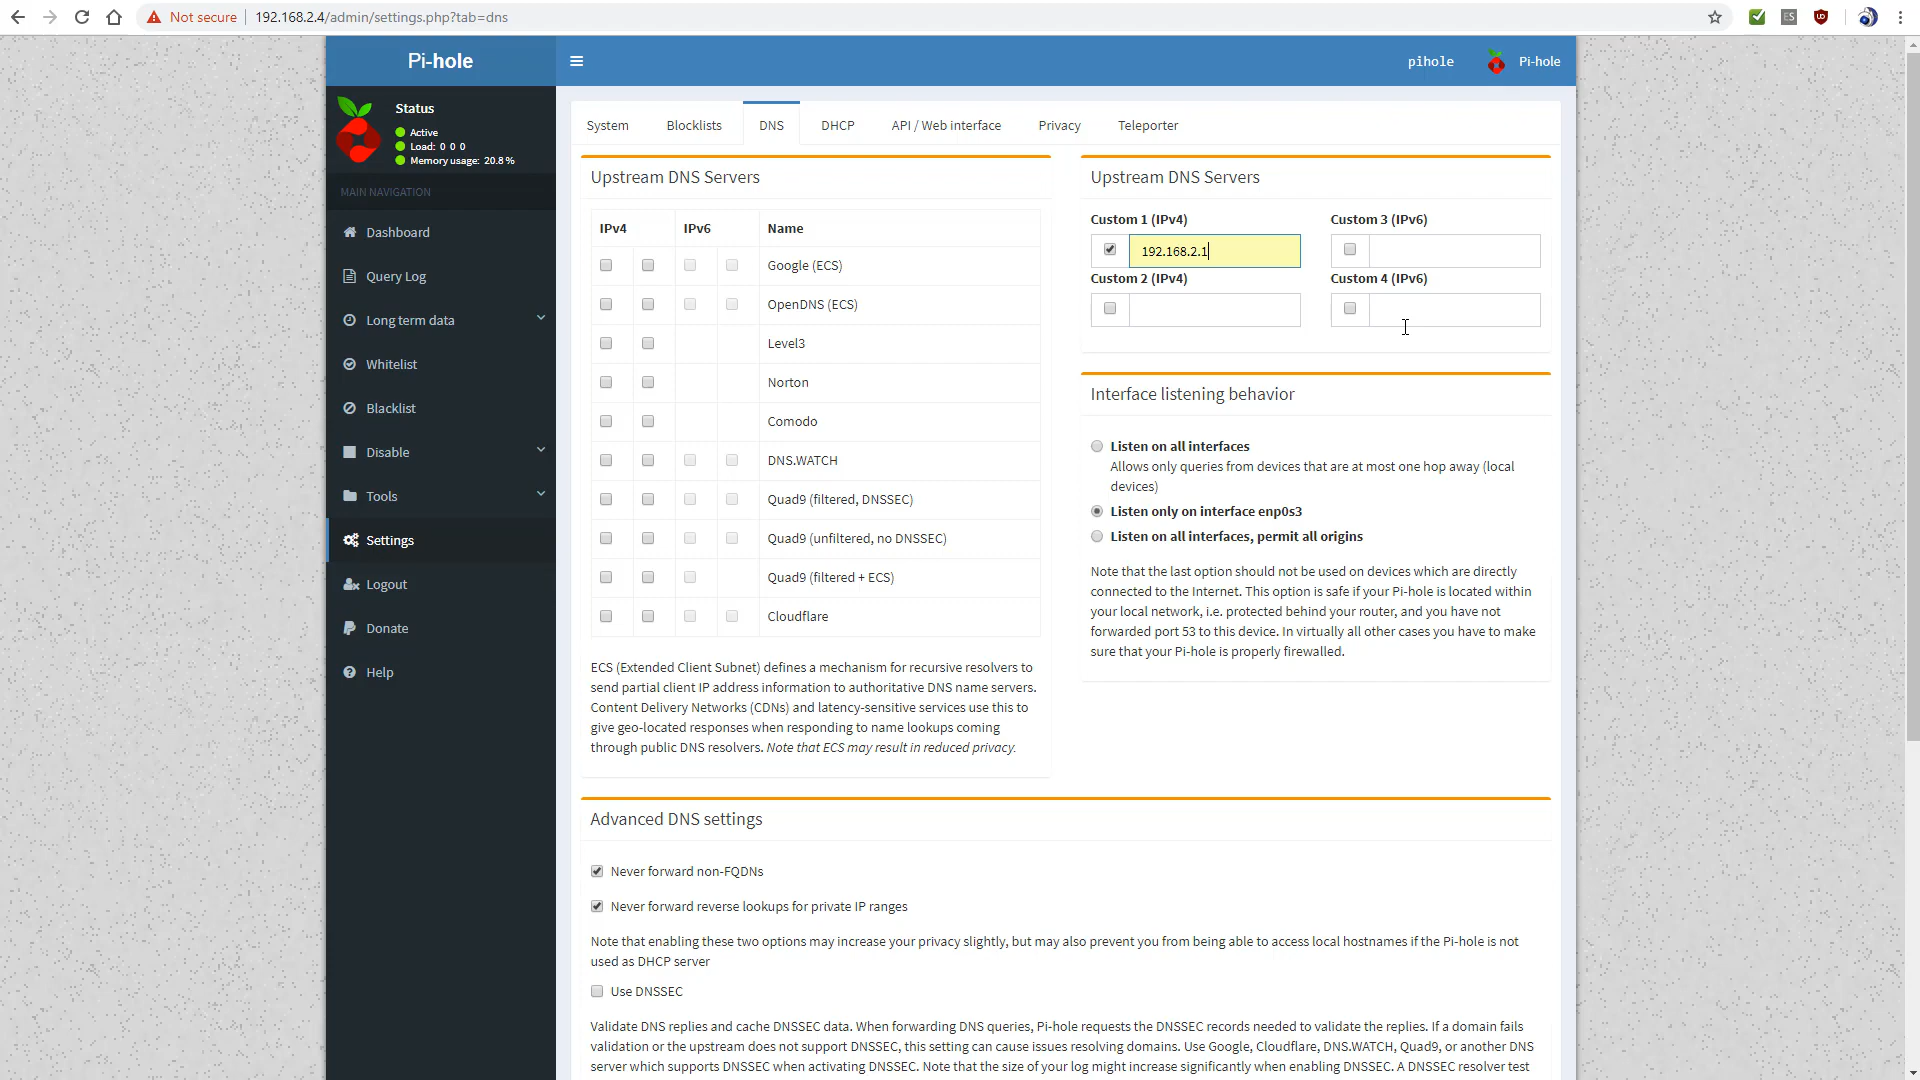 Not secure
192.168.2.4/admin/settings.php?tab=dns
ES
UD
Pi-hole
pihole
Pi-hole
Status
Active
Load: 0 0 0
Memory usage: 20.8 %
MAIN NAVIGATION
Dashboard
Query Log
Long term data
Whitelist
Blacklist
Disable
Tools
Settings
Logout
Donate
Help
System
Blocklists
DNS
DHCP
API / Web interface
Privacy
Teleporter
Upstream DNS Servers
IPv4 IPv6 Name
Google (ECS)
OpenDNS (ECS)
Level3
Norton
Comodo
DNS.WATCH
Quad9 (filtered, DNSSEC)
Quad9 (unfiltered, no DNSSEC)
Quad9 (filtered + ECS)
Cloudflare
ECS (Extended Client Subnet) defines a mechanism for recursive resolvers to
send partial client IP address information to authoritative DNS name servers.
Content Delivery Networks (CDNs) and latency-sensitive services use this to
give geo-located responses when responding to name lookups coming
through public DNS resolvers. Note that ECS may result in reduced privacy.
Upstream DNS Servers
Custom 1 (IPv4)
192.168.2.1
Custom 2 (IPv4)
Custom 3 (IPv6)
Custom 4 (IPv6)
Interface listening behavior
Listen on all interfaces
Allows only queries from devices that are at most one hop away (local
devices)
Listen only on interface enp0s3
Listen on all interfaces, permit all origins
Note that the last option should not be used on devices which are directly
connected to the Internet. This option is safe if your Pi-hole is located within
your local network, i.e. protected behind your router, and you have not
forwarded port 53 to this device. In virtually all other cases you have to make
sure that your Pi-hole is properly firewalled.
Advanced DNS settings
Never forward non-FQDNs
Never forward reverse lookups for private IP ranges
Note that enabling these two options may increase your privacy slightly, but may also prevent you from being able to access local hostnames if the Pi-hole is not
used as DHCP server
Use DNSSEC
Validate DNS replies and cache DNSSEC data. When forwarding DNS queries, Pi-hole requests the DNSSEC records needed to validate the replies. If a domain fails
validation or the upstream does not support DNSSEC, this setting can cause issues resolving domains. Use Google, Cloudflare, DNS.WATCH, Quad9, or another DNS
server which supports DNSSEC when activating DNSSEC. Note that the size of your log might increase significantly when enabling DNSSEC. A DNSSEC resolver test